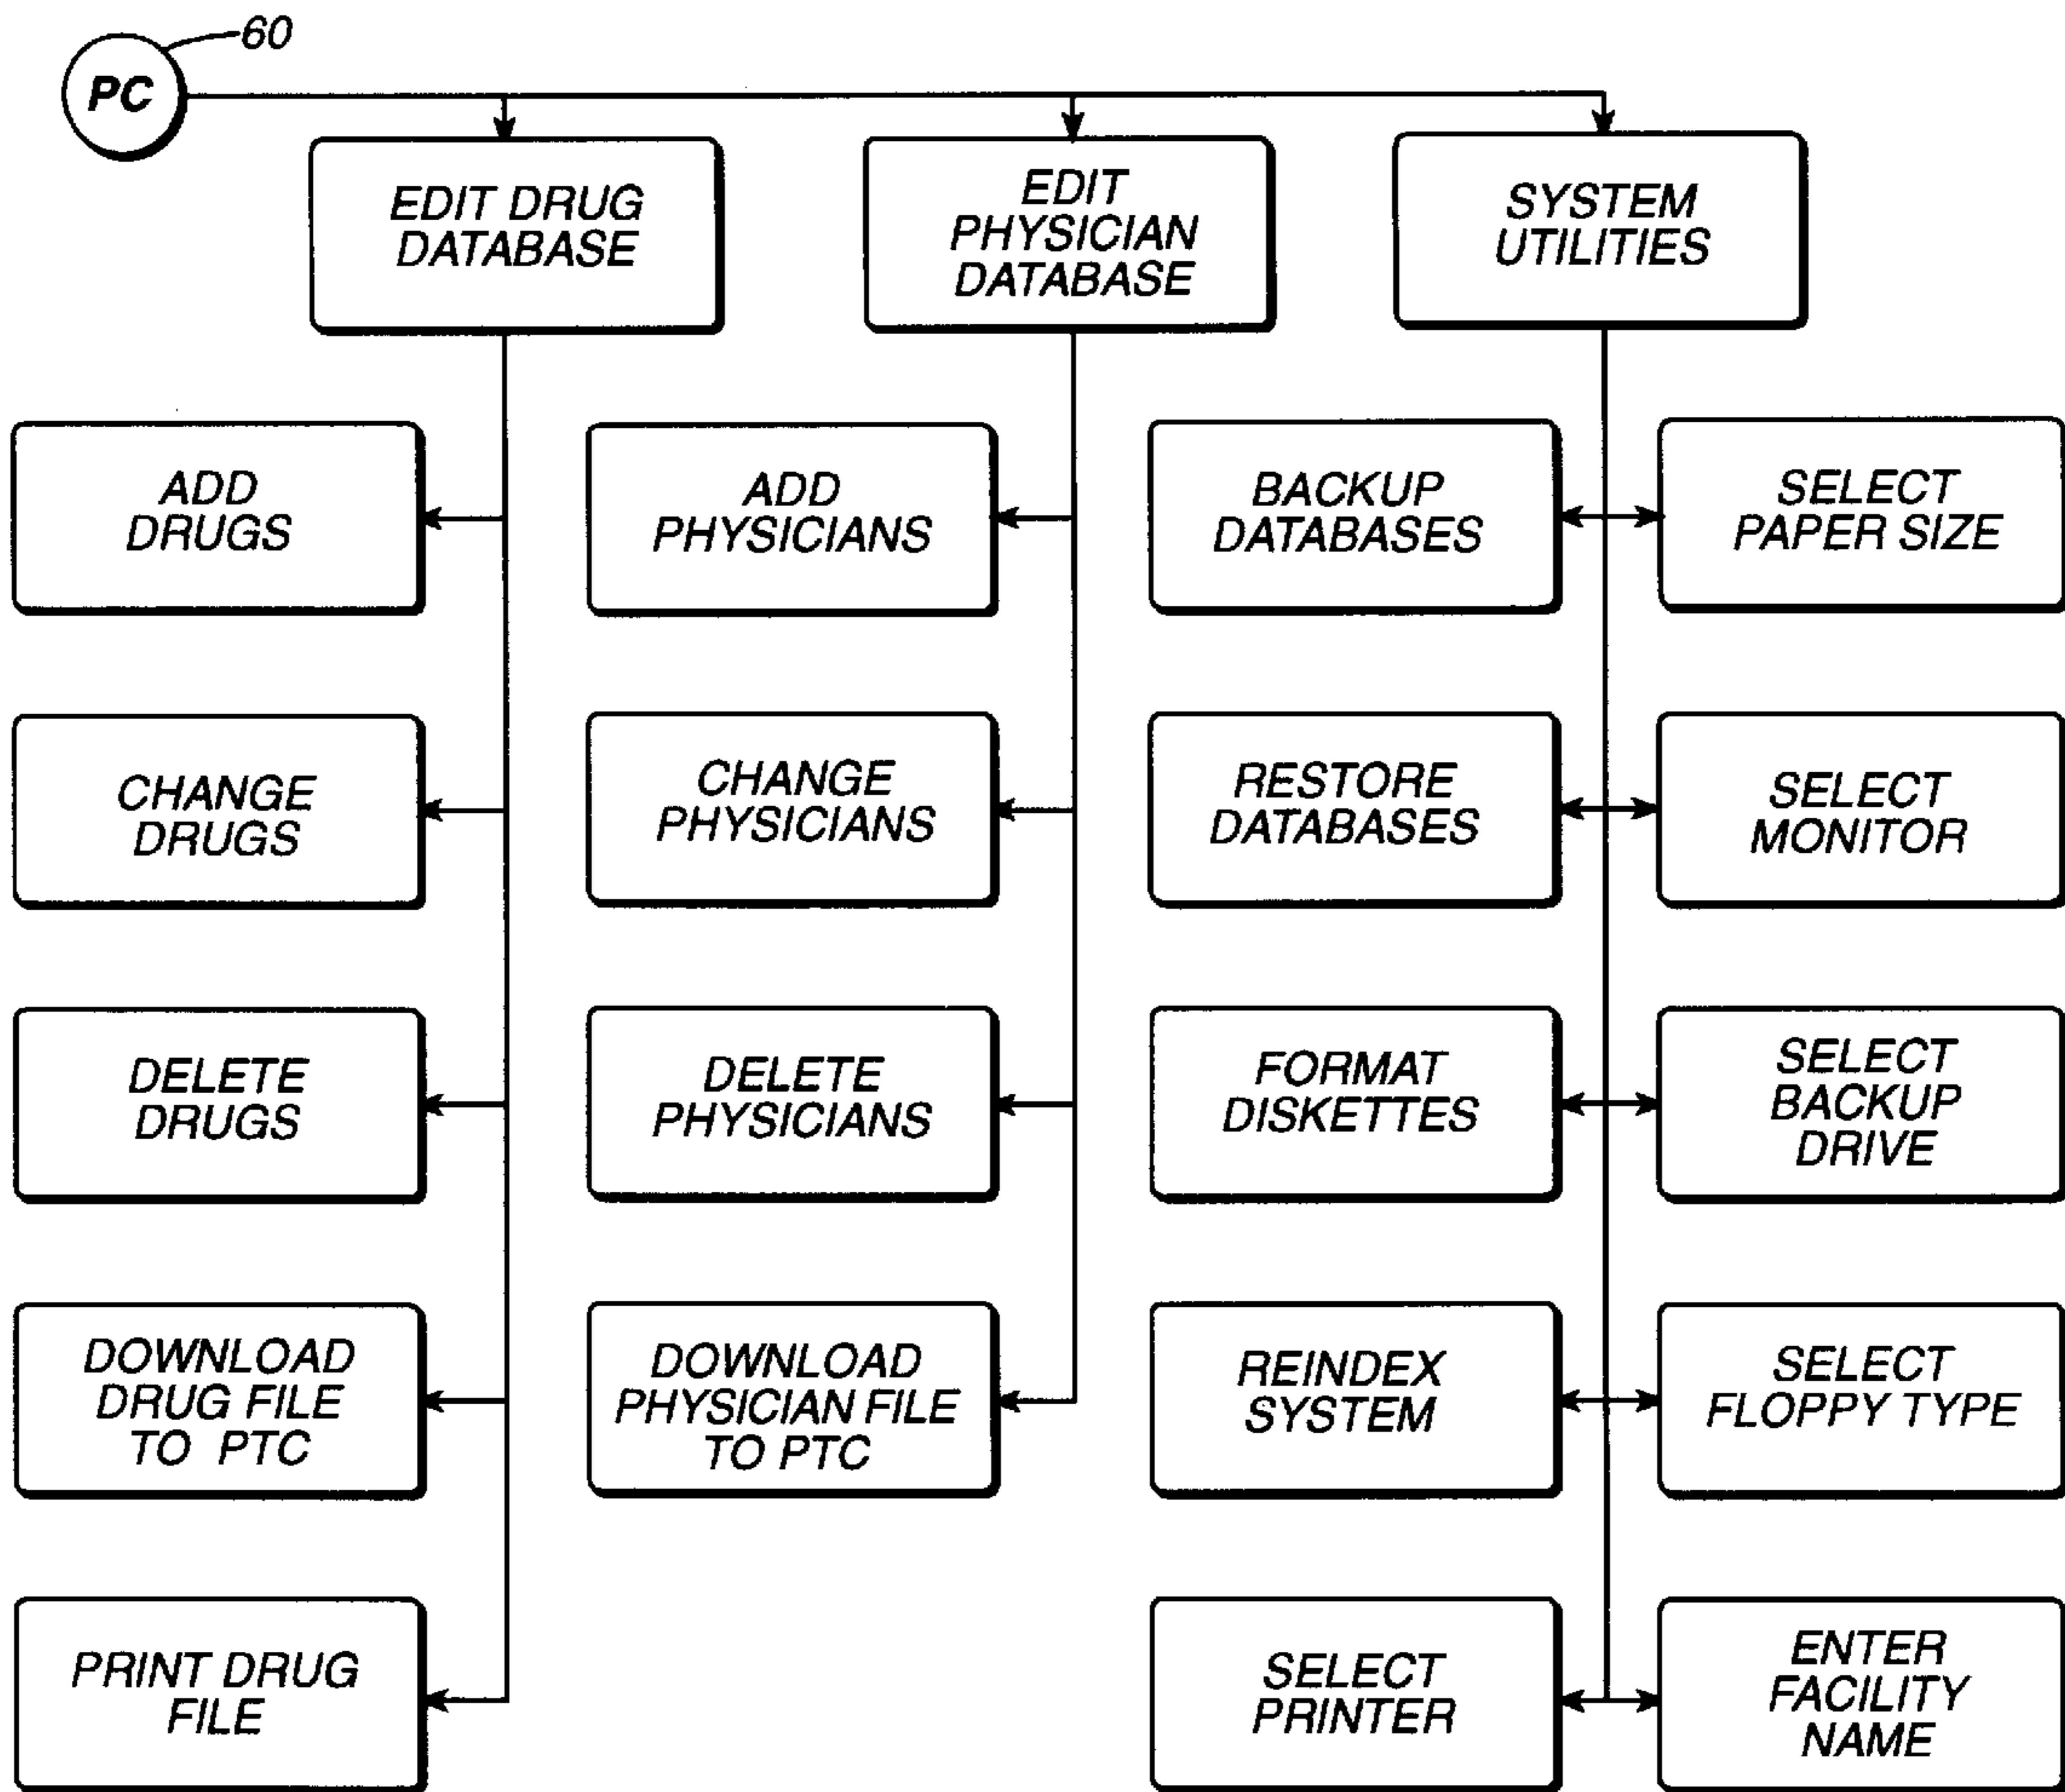 60
PC
EDIT DRUG
DATABASE
EDIT
PHYSICIAN
DATABASE
SYSTEM
UTILITIES
ADD
DRUGS
ADD
PHYSICIANS
BACKUP
DATABASES
SELECT
PAPER SIZE
CHANGE
DRUGS
CHANGE
PHYSICIANS
RESTORE
DATABASES
SELECT
MONITOR
DELETE
DRUGS
DELETE
PHYSICIANS
FORMAT
DISKETTES
SELECT
BACKUP
DRIVE
DOWNLOAD
DRUG FILE
TO PTC
DOWNLOAD
PHYSICIAN FILE
TO PTC
REINDEX
SYSTEM
SELECT
FLOPPY TYPE
PRINT DRUG
FILE
SELECT
PRINTER
ENTER
FACILITY
NAME